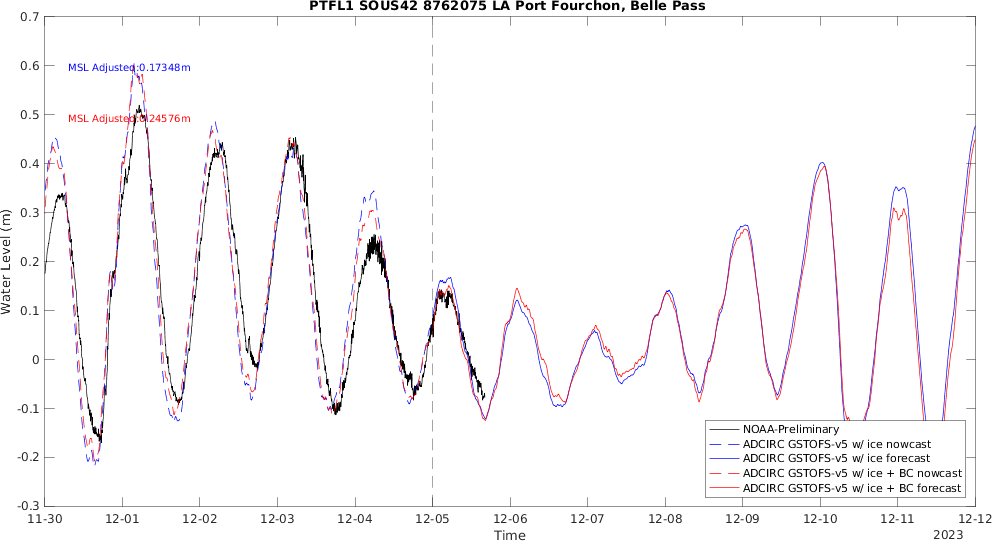 PTFL1 SOUS42 8762075 LA Port Fourchon, Belle Pass
0.7
0.6
0.5
0.4
0.3
0.2
0.1
0
-0.1
-0.2
-0.3
Water Level (m)
MSL Adjusted:0.17348m
MSL Adjusted:0.24576m
NOAA-Preliminary
ADCIRC GSTOFS-v5 w/ ice nowcast
ADCIRC GSTOFS-v5 w/ ice forecast
ADCIRC GSTOFS-v5 w/ ice + BC nowcast
ADCIRC GSTOFS-v5 w/ ice + BC forecast
11-30 12-01 12-02 12-03 12-04 12-05 12-06 12-07 12-08 12-09 12-10 12-11 12-12
Time
2023